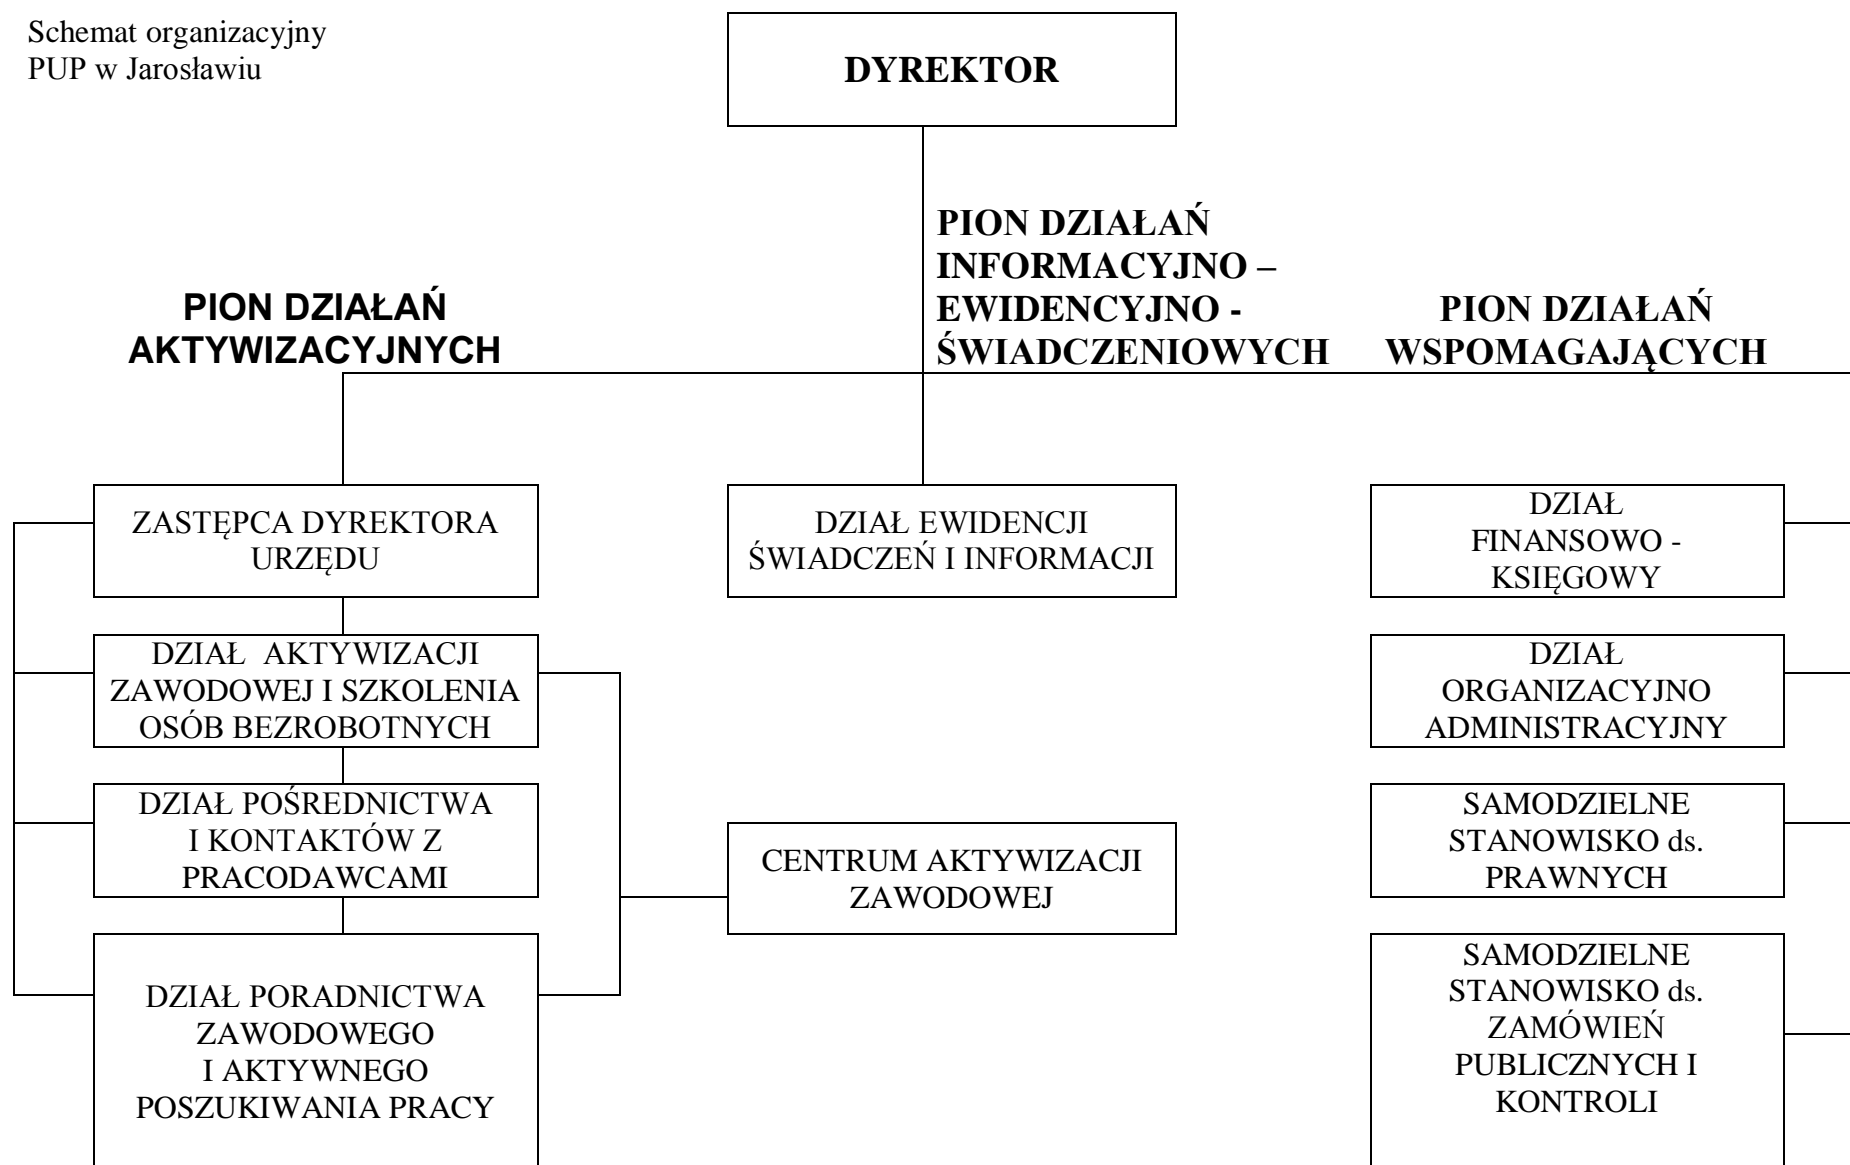 Schemat organizacyjny
PUP w Jarosławiu
DYREKTOR
PION DZIAŁAŃ
AKTYWIZACYJNYCH
PION DZIAŁAŃ
INFORMACYJNO –
EWIDENCYJNO -
ŚWIADCZENIOWYCH
PION DZIAŁAŃ
WSPOMAGAJĄCYCH
ZASTĘPCA DYREKTORA
URZĘDU
DZIAŁ EWIDENCJI
ŚWIADCZEŃ I INFORMACJI
DZIAŁ
FINANSOWO -
KSIĘGOWY
DZIAŁ AKTYWIZACJI
ZAWODOWEJ I SZKOLENIA
OSÓB BEZROBOTNYCH
DZIAŁ
ORGANIZACYJNO
ADMINISTRACYJNY
DZIAŁ POŚREDNICTWA
I KONTAKTÓW Z
PRACODAWCAMI
CENTRUM AKTYWIZACJI
ZAWODOWEJ
SAMODZIELNE
STANOWISKO ds.
PRAWNYCH
DZIAŁ PORADNICTWA
ZAWODOWEGO
I AKTYWNEGO
POSZUKIWANIA PRACY
SAMODZIELNE
STANOWISKO ds.
ZAMÓWIEŃ
PUBLICZNYCH I
KONTROLI